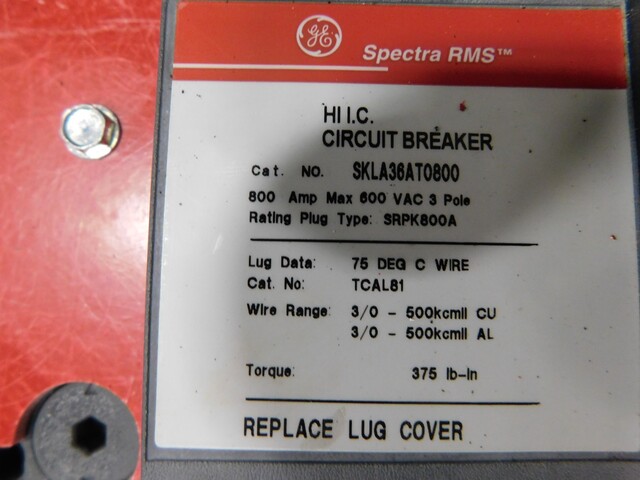 GE Spectra RMS™
HI I.C.
CIRCUIT BREAKER
Cat. NO. SKLA36AT0800
800 Amp Max 600 VAC 3 Pole
Rating Plug Type: SRPK800A
Lug Data: 75 DEG C WIRE
Cat. No: TCAL81
Wire Range: 3/0 - 500kcmil CU
3/0 - 500kcmil AL
Torque: 375 lb-in
REPLACE LUG COVER